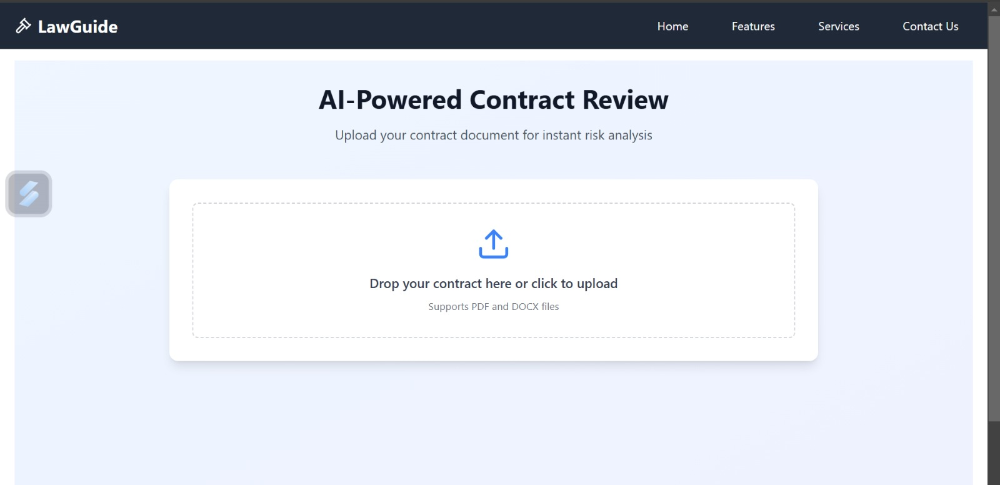 LawGuide
Home Features Services Contact Us
AI-Powered Contract Review
Upload your contract document for instant risk analysis
Drop your contract here or click to upload
Supports PDF and DOCX files